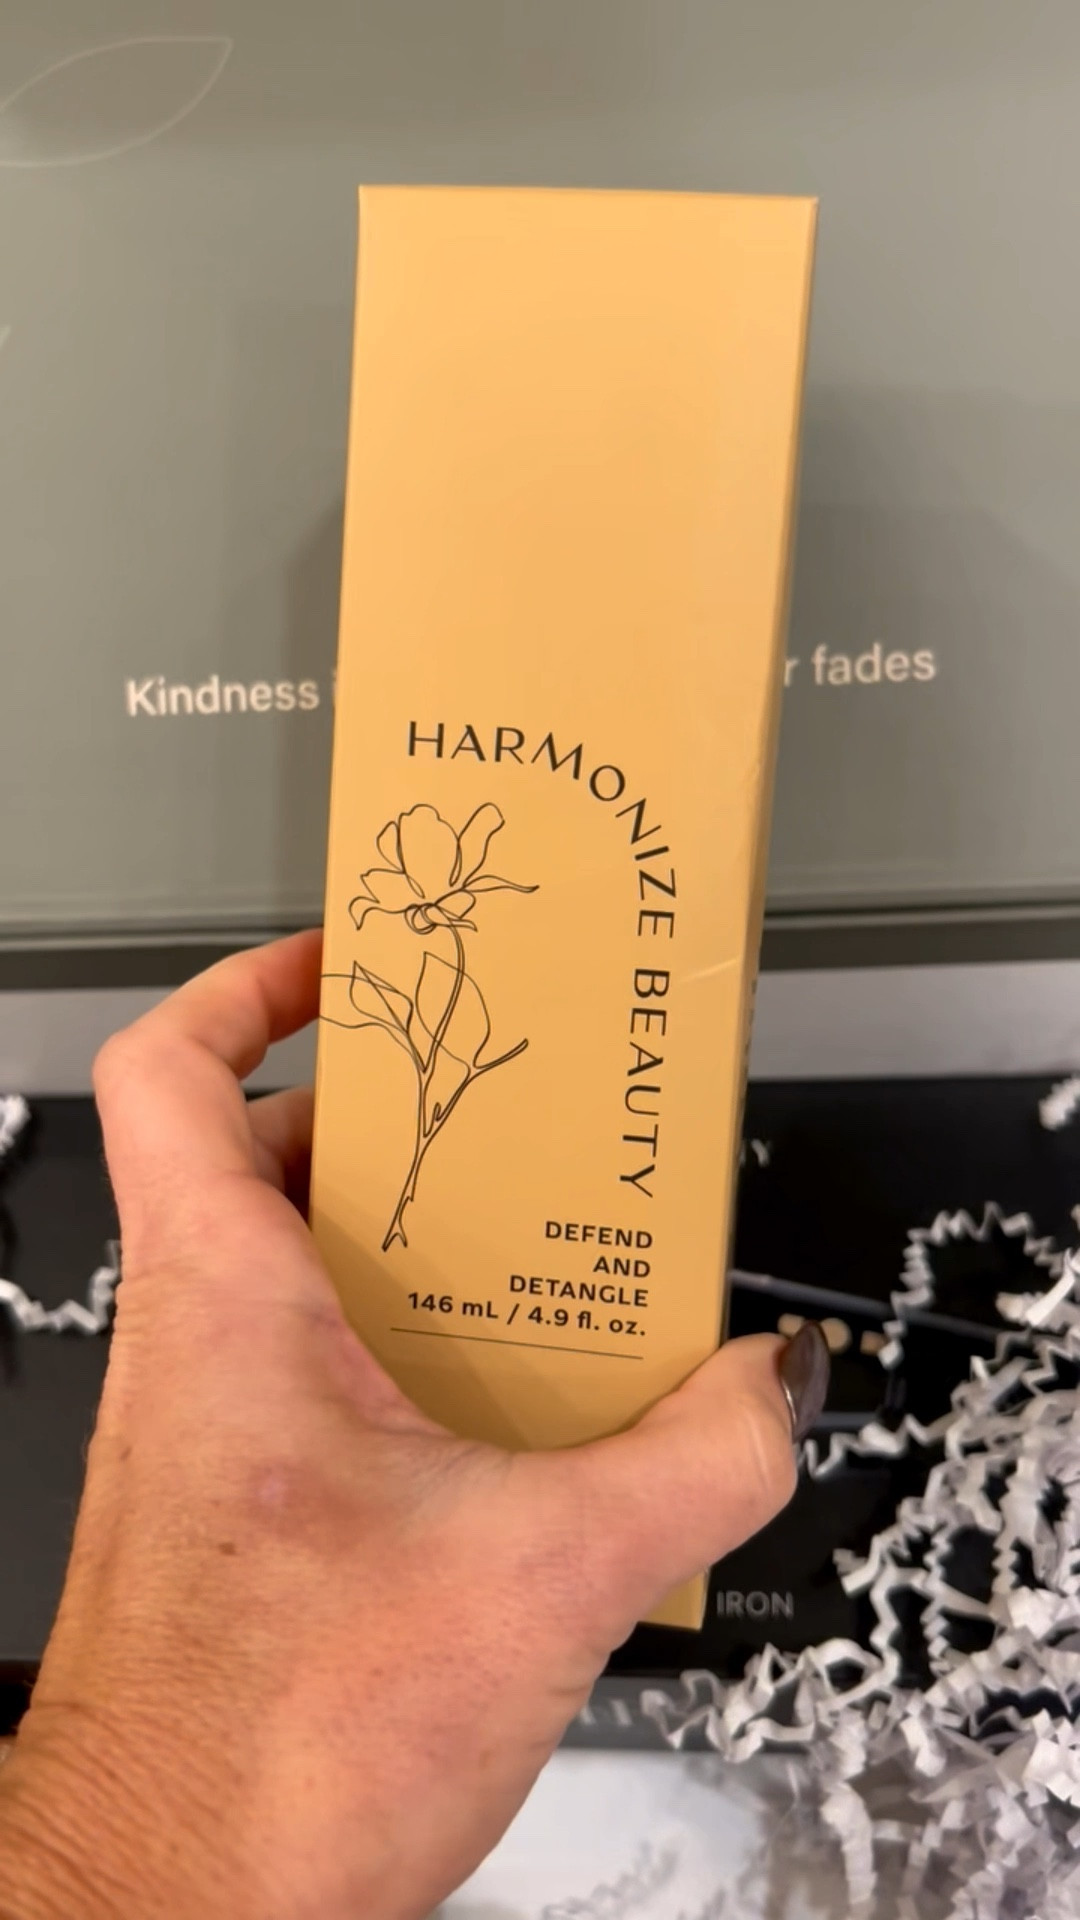 Kindness
r fades
HARMONIZE BEAUTY
DEFEND
AND
DETANGLE
146 mL / 4.9 fl. oz.
Y
IRON